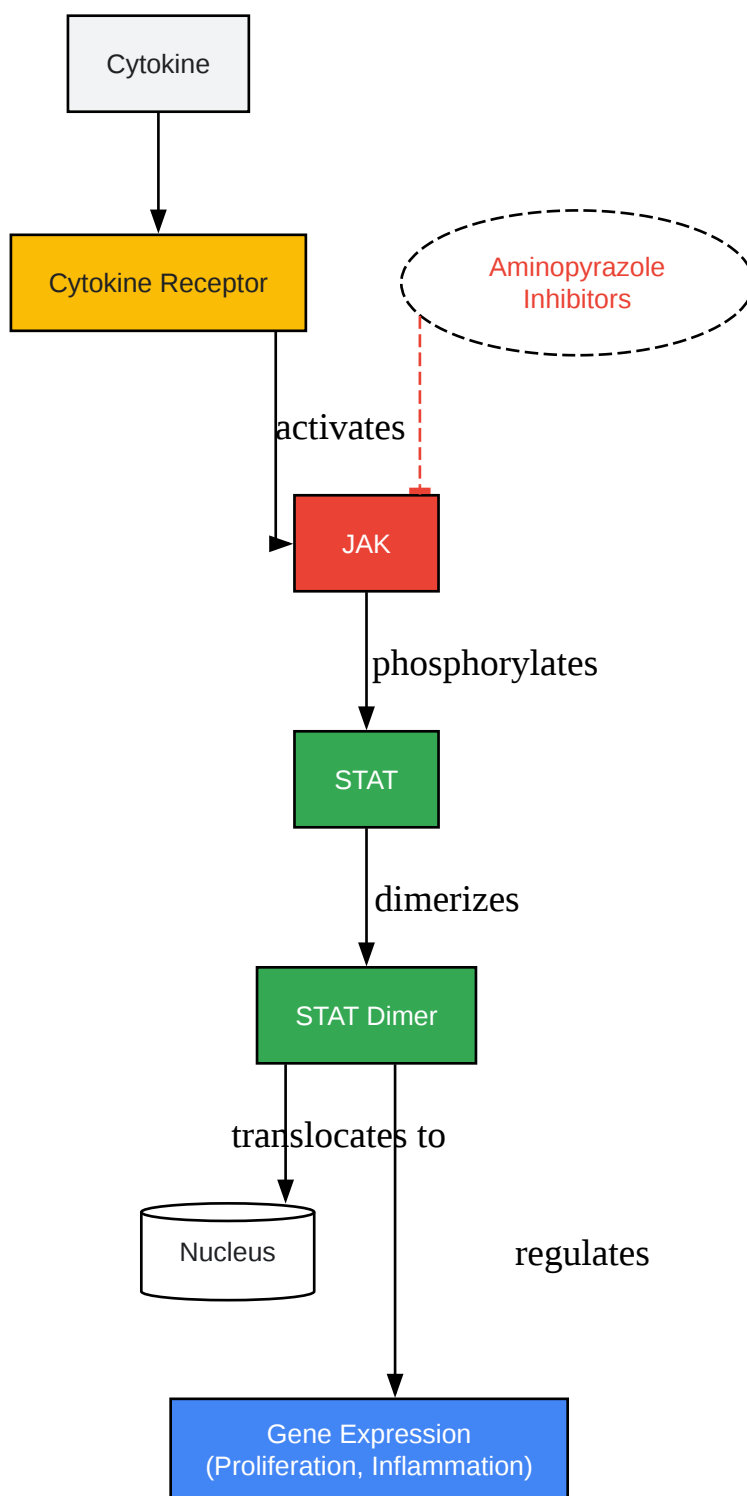 Cytokine
Cytokine Receptor
Aminopyrazole
Inhibitors
activates
JAK
phosphorylates
STAT
dimerizes
STAT Dimer
translocates to
Nucleus
regulates
Gene Expression
(Proliferation, Inflammation)